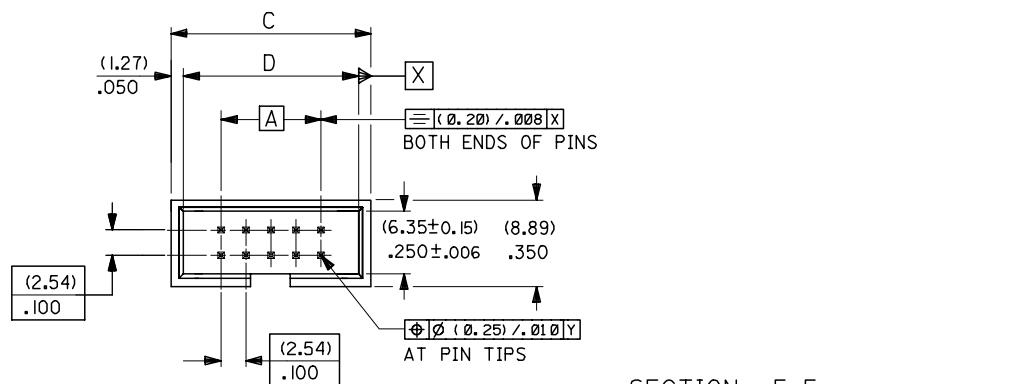 C
(1.27)
.050
D
X
A
(0.20)/.008 X
BOTH ENDS OF PINS
(6.35±0.15)
.250±.006
(8.89)
.350
(2.54)
.100
⌖ Ø (0.25)/.010 Y
AT PIN TIPS
(2.54)
.100